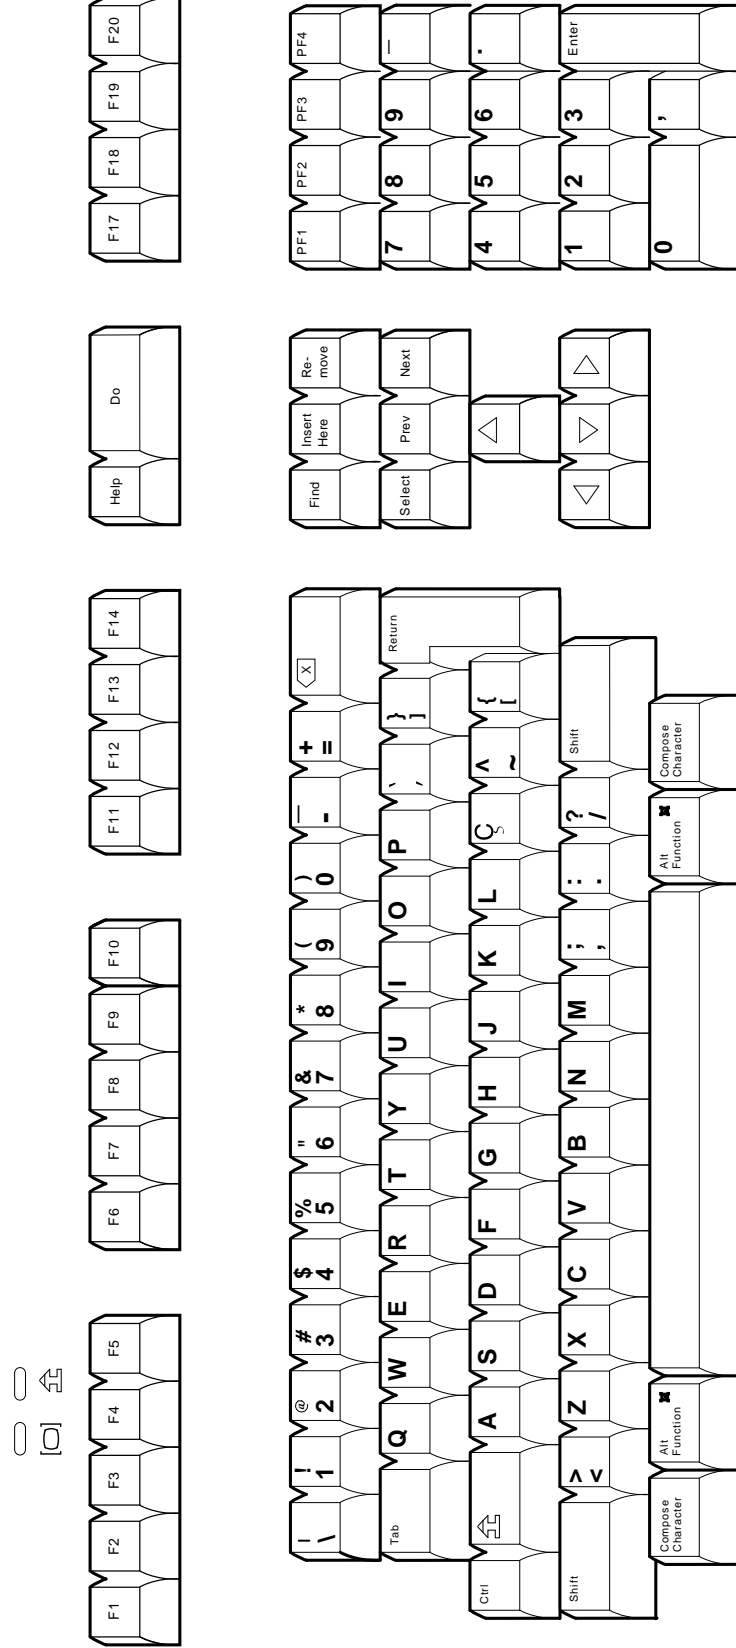 F1 F2 F3 F4 F5 F6 F7 F8 F9 F10 F11 F12 F13 F14 Help Do F17 F18 F19 F20
| ! @ # $ % " & * ( ) _ + X Find Insert Re- PF1 PF2 PF3 PF4
\ 1 2 3 4 5 6 7 8 9 0 - = Here move
Tab Q W E R T Y U I O P ` } Return Select Prev Next 7 8 9 –
´ ]
Ctrl A S D F G H J K L Ç ^ { 4 5 6 .
ç ~ [
Shift > Z X C V B N M ; : ? Shift 1 2 3 Enter
< , . /
Compose Alt Alt Compose 0 ,
Character Function Function Character